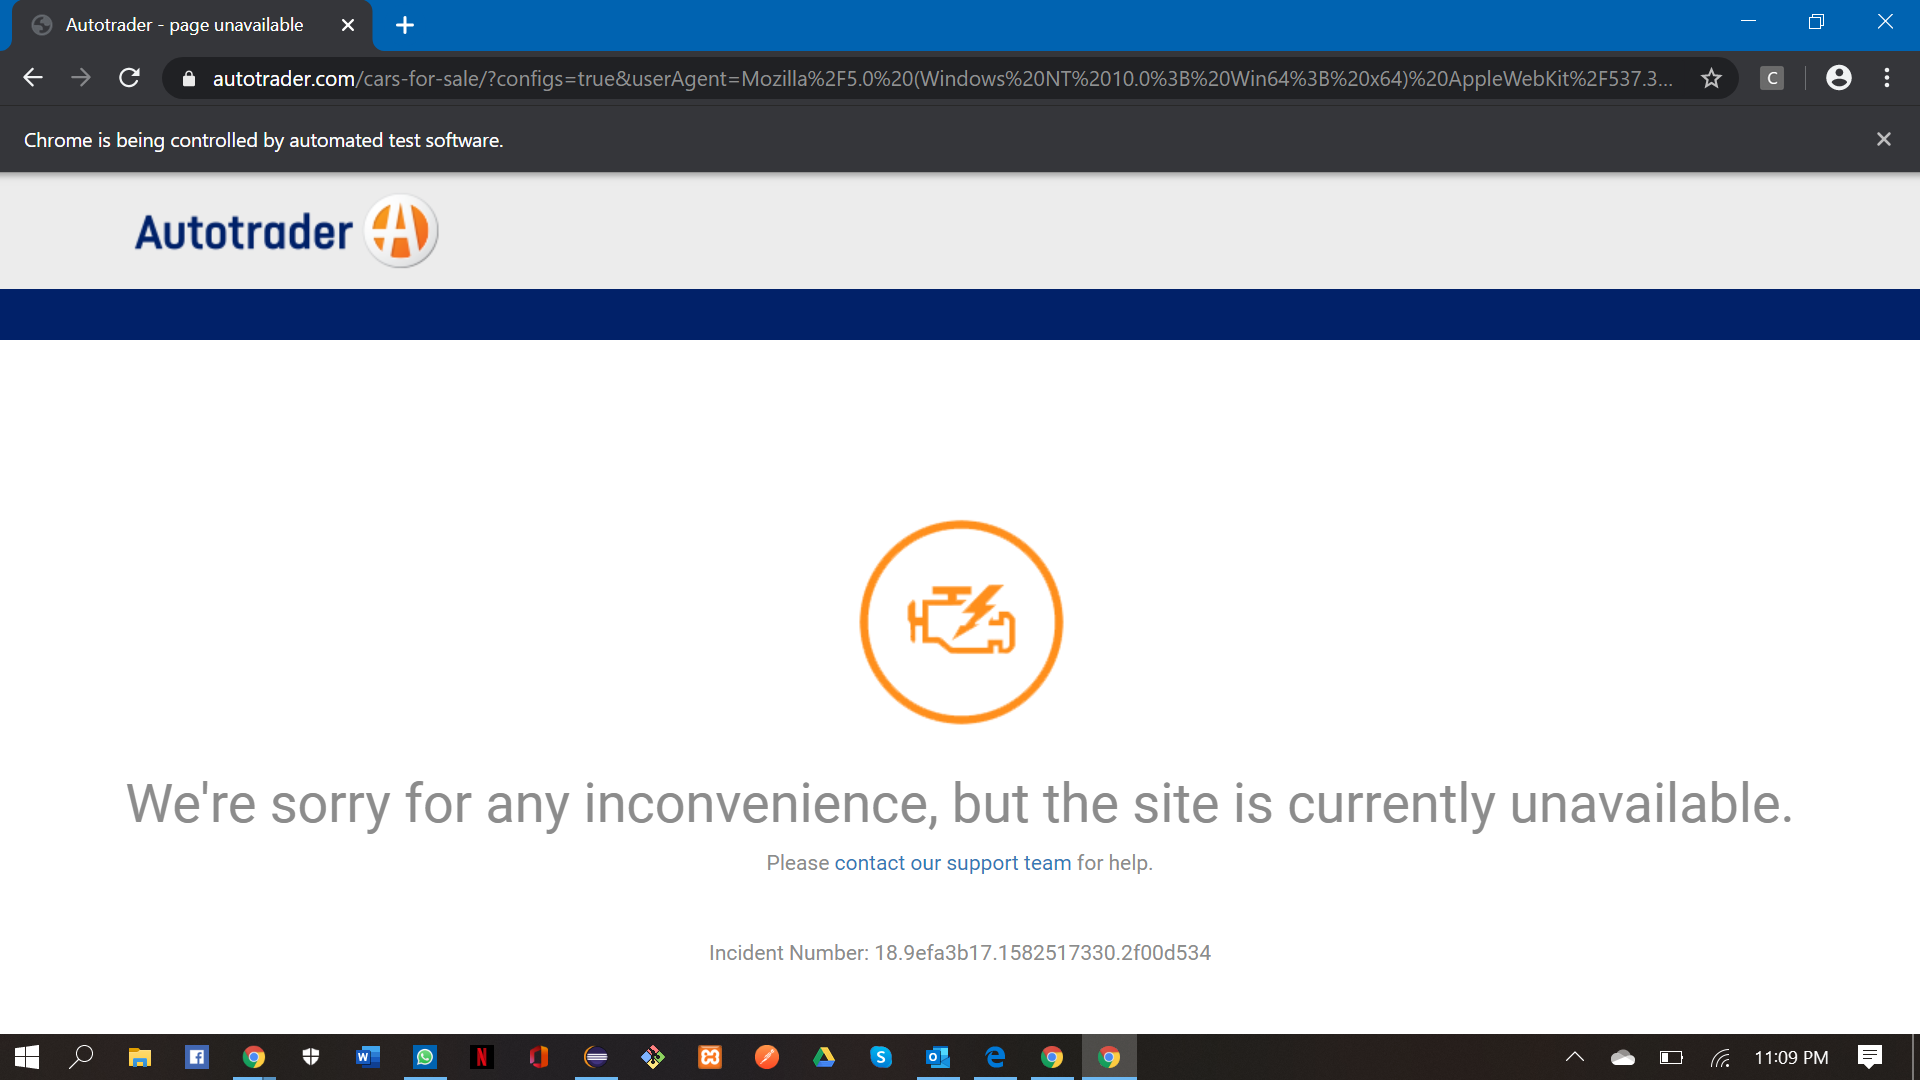 Autotrader - page unavailable
autotrader.com/cars-for-sale/?configs=true&userAgent=Mozilla%2F5.0%20(Windows%20NT%2010.0%3B%20Win64%3B%20x64)%20AppleWebKit%2F537.3...
C
Chrome is being controlled by automated test software.
Autotrader
We're sorry for any inconvenience, but the site is currently unavailable.
Please contact our support team for help.
Incident Number: 18.9efa3b17.1582517330.2f00d534
11:09 PM